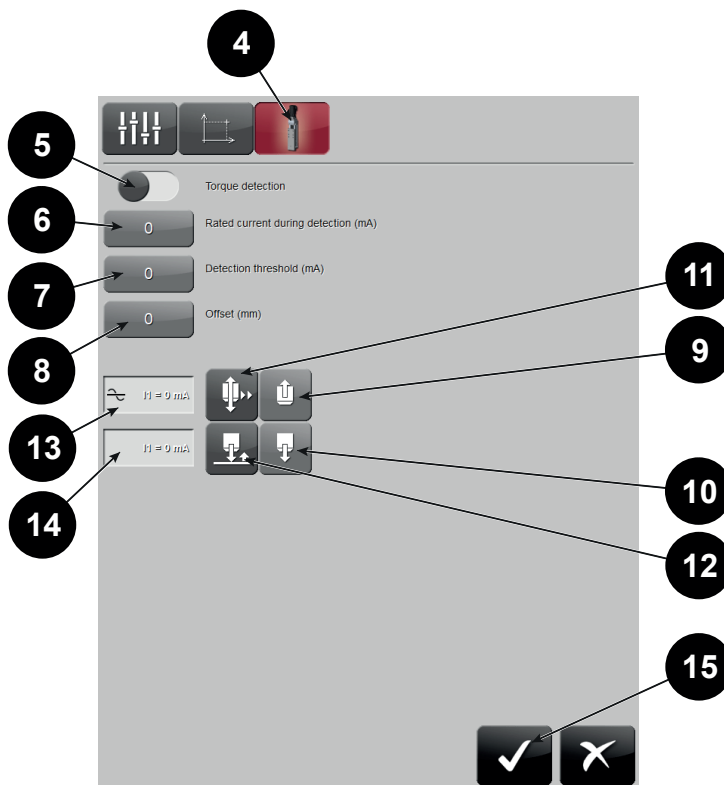 4
5
Torque detection
6
0
Rated current during detection (mA)
7
0
Detection threshold (mA)
11
8
0
Offset (mm)
9
13
I1 = 0 mA
14
I1 = 0 mA
10
12
15